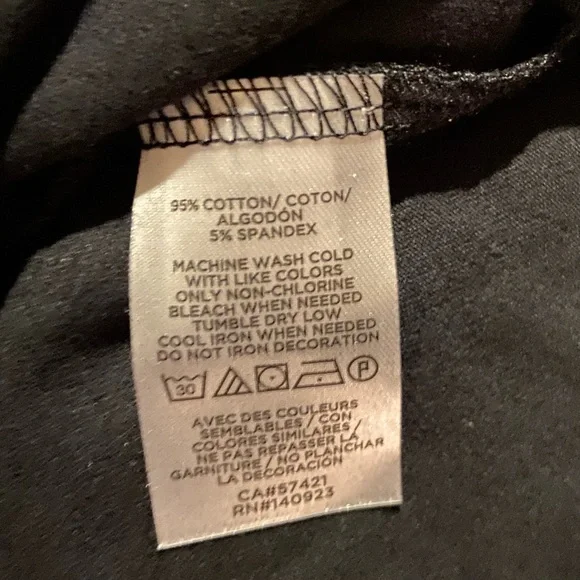 95% COTTON/ COTON/
ALGODÓN
5% SPANDEX
MACHINE WASH COLD
WITH LIKE COLORS
ONLY NON-CHLORINE
BLEACH WHEN NEEDED
TUMBLE DRY LOW
COOL IRON WHEN NEEDED
DO NOT IRON DECORATION
30 P
AVEC DES COULEURS
SEMBLABLES / CON
COLORES SIMILARES /
NE PAS REPASSER LA
GARNITURE / NO PLANCHAR
LA DECORACIÓN
CA#57421
RN#140923